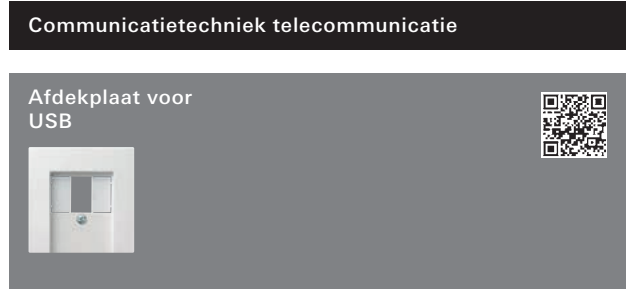 Communicatietechniek telecommunicatie
Afdekplaat voor
USB